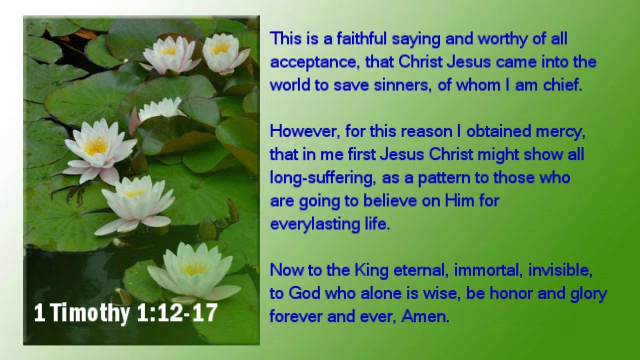 This is a faithful saying and worthy of all
acceptance, that Christ Jesus came into the
world to save sinners, of whom I am chief.
However, for this reason I obtained mercy,
that in me first Jesus Christ might show all
long-suffering, as a pattern to those who
are going to believe on Him for
everylasting life.
Now to the King eternal, immortal, invisible,
to God who alone is wise, be honor and glory
forever and ever, Amen.
1 Timothy 1:12-17